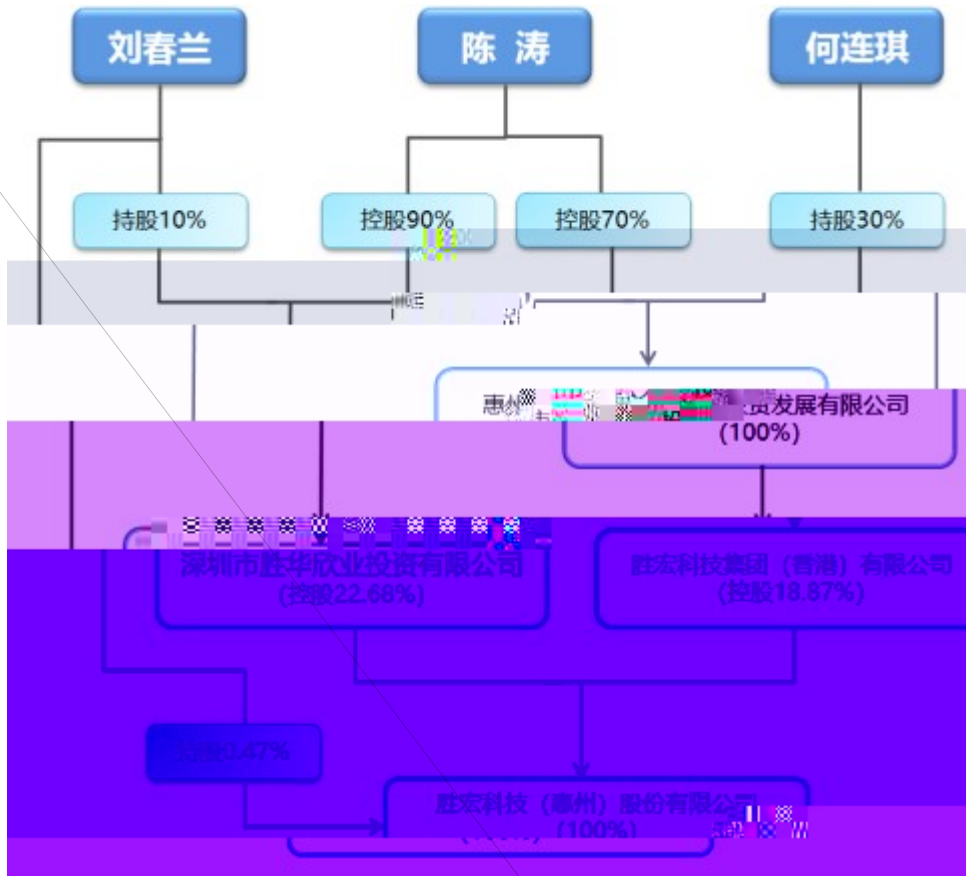 刘春兰
陈 涛
何连琪
持股10%
控股90%
控股70%
持股30%
惠州
发展有限公司
(100%)
深圳市胜华欣业投资有限公司
(控股22.68%)
胜宏科技集团（香港）有限公司
(控股18.87%)
持股0.47%
胜宏科技（惠州）股份有限公司
(100%)